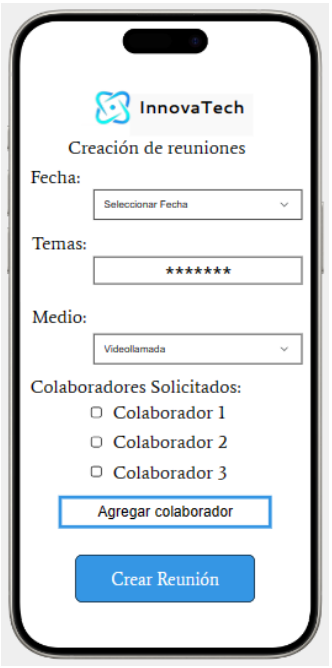 InnovaTech
Creación de reuniones
Fecha:
Seleccionar Fecha
Temas:
*******
Medio:
Videollamada
Colaboradores Solicitados:
Colaborador 1
Colaborador 2
Colaborador 3
Agregar colaborador
Crear Reunión